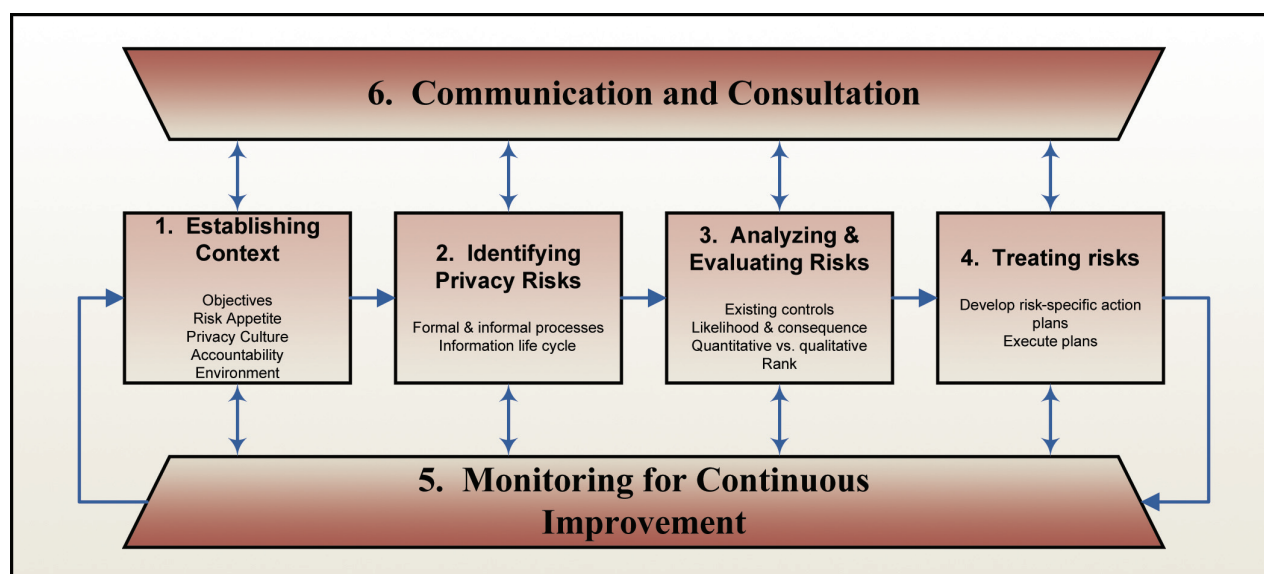 6. Communication and Consultation
1. Establishing
Context
Objectives
Risk Appetite
Privacy Culture
Accountability
Environment
2. Identifying
Privacy Risks
Formal & informal processes
Information life cycle
3. Analyzing &
Evaluating Risks
Existing controls
Likelihood & consequence
Quantitative vs. qualitative
Rank
4. Treating risks
Develop risk-specific action
plans
Execute plans
5. Monitoring for Continuous
Improvement